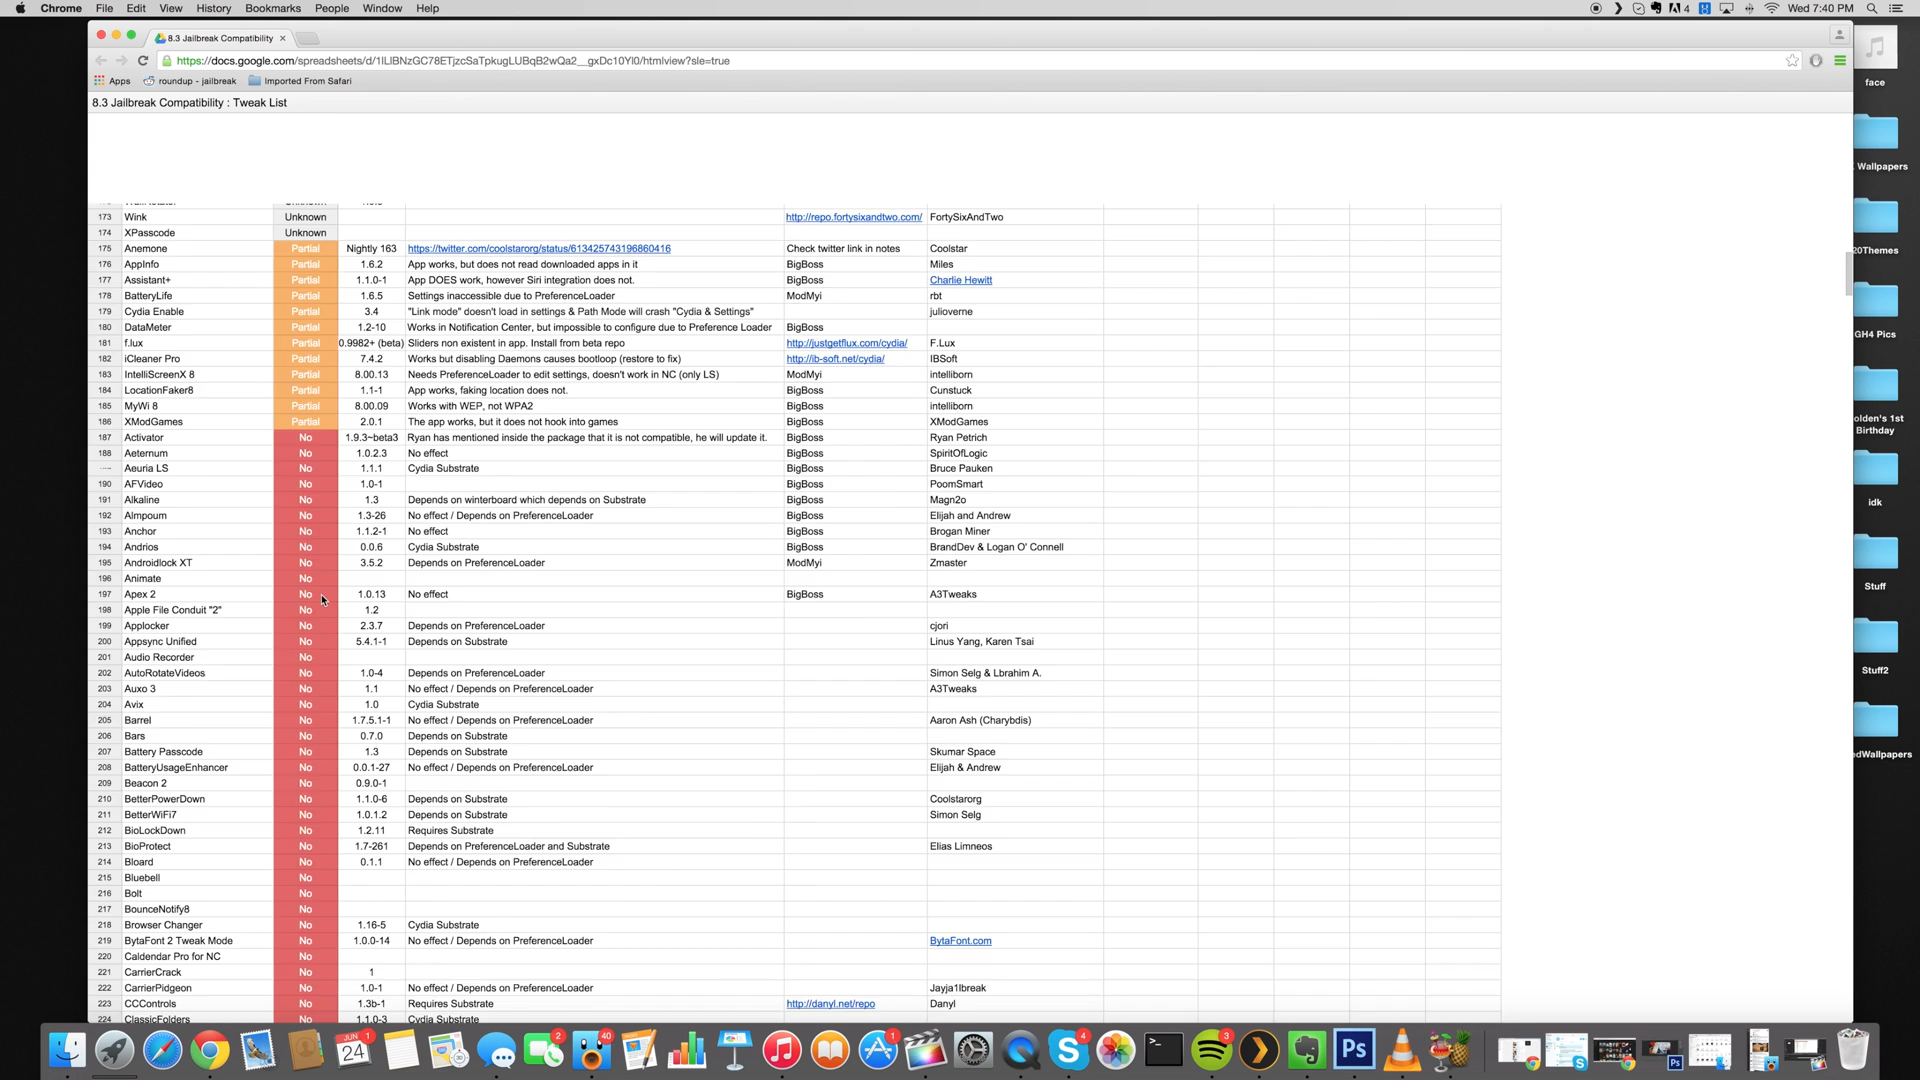 Chrome File Edit View History Bookmarks People Window Help 4 Wed 7:40 PM
8.3 Jailbreak Compatibility
https://docs.google.com/spreadsheets/d/1ILIBNzGC78ETjzcSaTpkugLUBqB2wQa2__gxDc10Yl0/htmlview?sle=true
Apps roundup - jailbreak Imported From Safari
8.3 Jailbreak Compatibility : Tweak List
173 Wink Unknown http://repo.fortysixandtwo.com/ FortySixAndTwo
174 XPasscode Unknown
175 Anemone Partial Nightly 163 https://twitter.com/coolstarorg/status/613425743196860416 Check twitter link in notes Coolstar
176 AppInfo Partial 1.6.2 App works, but does not read downloaded apps in it BigBoss Miles
177 Assistant+ Partial 1.1.0-1 App DOES work, however Siri integration does not. BigBoss Charlie Hewitt
178 BatteryLife Partial 1.6.5 Settings inaccessible due to PreferenceLoader ModMyi rbt
179 Cydia Enable Partial 3.4 "Link mode" doesn't load in settings & Path Mode will crash "Cydia & Settings" julioverne
180 DataMeter Partial 1.2-10 Works in Notification Center, but impossible to configure due to Preference Loader BigBoss
181 f.lux Partial 0.9982+ (beta) Sliders non existent in app. Install from beta repo http://justgetflux.com/cydia/ F.Lux
182 iCleaner Pro Partial 7.4.2 Works but disabling Daemons causes bootloop (restore to fix) http://ib-soft.net/cydia/ IBSoft
183 IntelliScreenX 8 Partial 8.00.13 Needs PreferenceLoader to edit settings, doesn't work in NC (only LS) ModMyi intelliborn
184 LocationFaker8 Partial 1.1-1 App works, faking location does not. BigBoss Cunstuck
185 MyWi 8 Partial 8.00.09 Works with WEP, not WPA2 BigBoss intelliborn
186 XModGames Partial 2.0.1 The app works, but it does not hook into games BigBoss XModGames
187 Activator No 1.9.3~beta3 Ryan has mentioned inside the package that it is not compatible, he will update it. BigBoss Ryan Petrich
188 Aeternum No 1.0.2.3 No effect BigBoss SpiritOfLogic
Aeuria LS No 1.1.1 Cydia Substrate BigBoss Bruce Pauken
190 AFVideo No 1.0-1 BigBoss PoomSmart
191 Alkaline No 1.3 Depends on winterboard which depends on Substrate BigBoss Magn2o
192 Almpoum No 1.3-26 No effect / Depends on PreferenceLoader BigBoss Elijah and Andrew
193 Anchor No 1.1.2-1 No effect BigBoss Brogan Miner
194 Andrios No 0.0.6 Cydia Substrate BigBoss BrandDev & Logan O' Connell
195 Androidlock XT No 3.5.2 Depends on PreferenceLoader ModMyi Zmaster
196 Animate No
197 Apex 2 No 1.0.13 No effect BigBoss A3Tweaks
198 Apple File Conduit "2" No 1.2
199 Applocker No 2.3.7 Depends on PreferenceLoader cjori
200 Appsync Unified No 5.4.1-1 Depends on Substrate Linus Yang, Karen Tsai
201 Audio Recorder No
202 AutoRotateVideos No 1.0-4 Depends on PreferenceLoader Simon Selg & Lbrahim A.
203 Auxo 3 No 1.1 No effect / Depends on PreferenceLoader A3Tweaks
204 Avix No 1.0 Cydia Substrate
205 Barrel No 1.7.5.1-1 No effect / Depends on PreferenceLoader Aaron Ash (Charybdis)
206 Bars No 0.7.0 Depends on Substrate
207 Battery Passcode No 1.3 Depends on Substrate Skumar Space
208 BatteryUsageEnhancer No 0.0.1-27 No effect / Depends on PreferenceLoader Elijah & Andrew
209 Beacon 2 No 0.9.0-1
210 BetterPowerDown No 1.1.0-6 Depends on Substrate Coolstarorg
211 BetterWiFi7 No 1.0.1.2 Depends on Substrate Simon Selg
212 BioLockDown No 1.2.11 Requires Substrate
213 BioProtect No 1.7-261 Depends on PreferenceLoader and Substrate Elias Limneos
214 Bloard No 0.1.1 No effect / Depends on PreferenceLoader
215 Bluebell No
216 Bolt No
217 BounceNotify8 No
218 Browser Changer No 1.16-5 Cydia Substrate
219 BytaFont 2 Tweak Mode No 1.0.0-14 No effect / Depends on PreferenceLoader BytaFont.com
220 Caldendar Pro for NC No
221 CarrierCrack No 1
222 CarrierPidgeon No 1.0-1 No effect / Depends on PreferenceLoader Jayja1lbreak
223 CCControls No 1.3b-1 Requires Substrate http://danyl.net/repo Danyl
224 ClassicFolders No 1.1.0-3 Cydia Substrate
face
Wallpapers
20Themes
GH4 Pics
olden's 1st
Birthday
idk
Stuff
Stuff2
edWallpapers
JUN
24
1 2 40 1 4 3
Ps